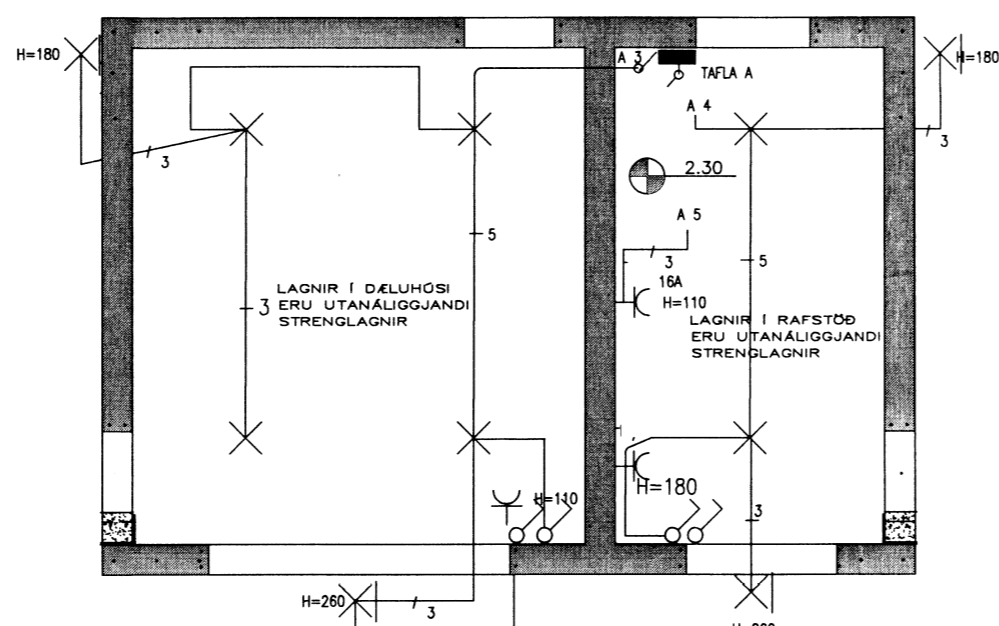 H=180
A 3
TAFLA A
H=180
A 4
3
3
2.30
A 5
5
3
5
16A
H=110
LAGNIR Í DÆLUHÚSI
ERU UTANÁLIGGJANDI
STRENGLAGNIR
3
LAGNIR Í RAFSTÖÐ
ERU UTANÁLIGGJANDI
STRENGLAGNIR
H=180
H=110
3
H=260
3